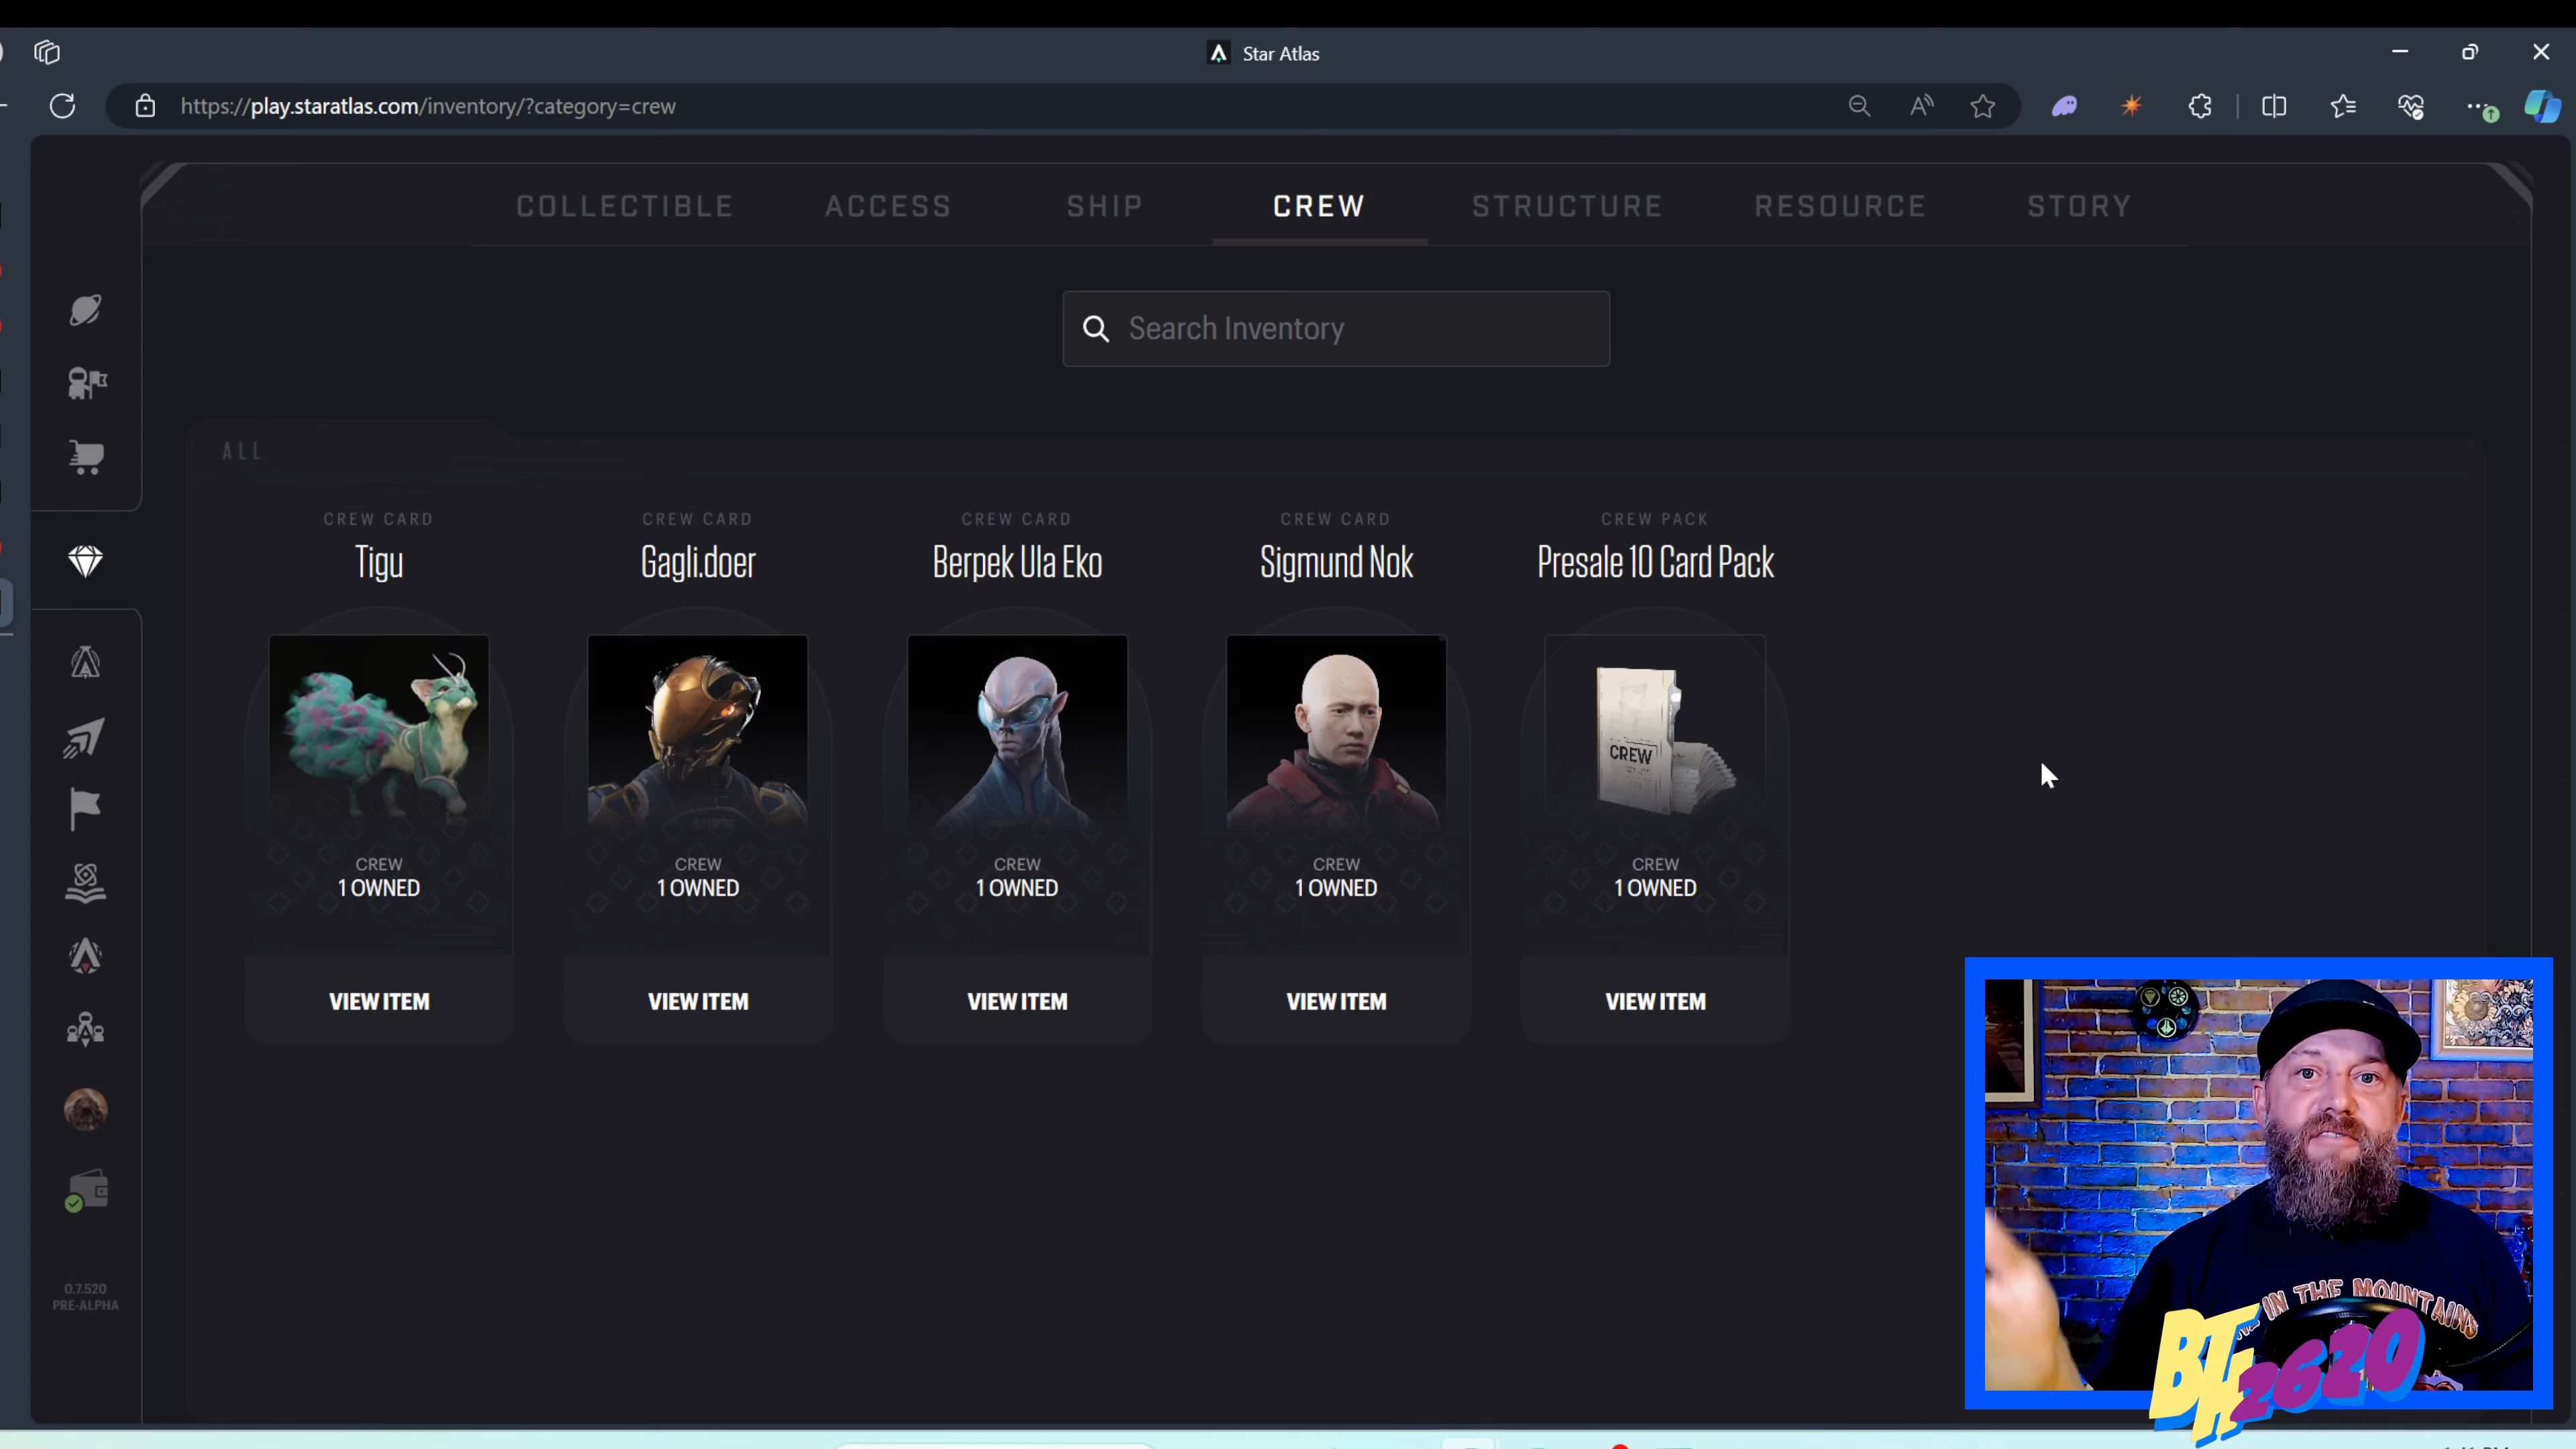 Star Atlas
https://play.staratlas.com/inventory/?category=crew
COLLECTIBLE ACCESS SHIP CREW STRUCTURE RESOURCE STORY
Search Inventory
ALL
CREW CARD CREW CARD CREW CARD CREW CARD CREW PACK
Tigu Gagli.doer Berpek Ula Eko Sigmund Nok Presale 10 Card Pack
CREW
CREW CREW CREW CREW CREW
1 OWNED 1 OWNED 1 OWNED 1 OWNED 1 OWNED
VIEW ITEM VIEW ITEM VIEW ITEM VIEW ITEM VIEW ITEM
0.7.520
PRE-ALPHA
IN THE MOUNTAINS
BTH2620